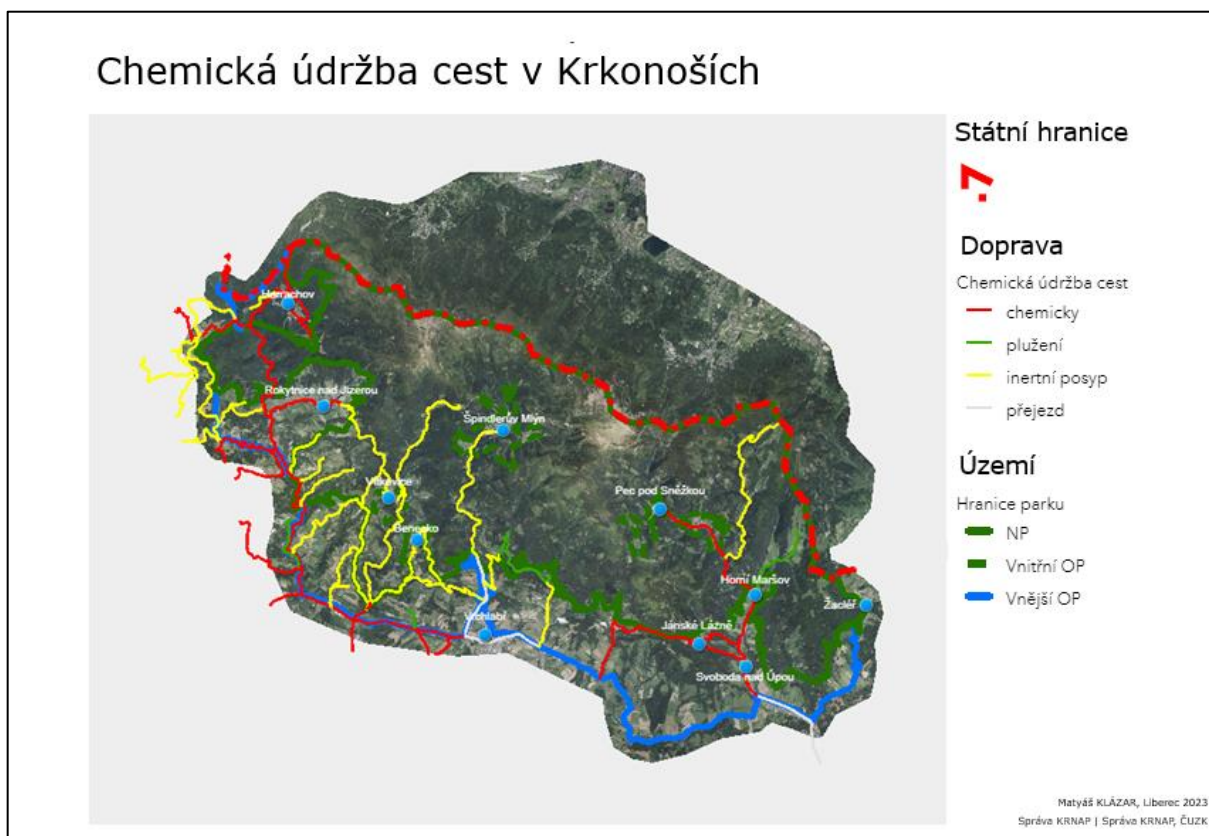 Chemická údržba cest v Krkonoších
Státní hranice
Doprava
Chemická údržba cest
chemicky
plužení
inertní posyp
přejezd
Území
Hranice parku
NP
Vnitřní OP
Vnější OP
Harrachov
Rokytnice nad Jizerou
Špindlerův Mlýn
Vítkovice
Pec pod Sněžkou
Benecko
Horní Maršov
Žacléř
Vrchlabí
Jánské Lázně
Svoboda nad Úpou
Matyáš KLÁZAR, Liberec 2023
Správa KRNAP | Správa KRNAP, ČUZK